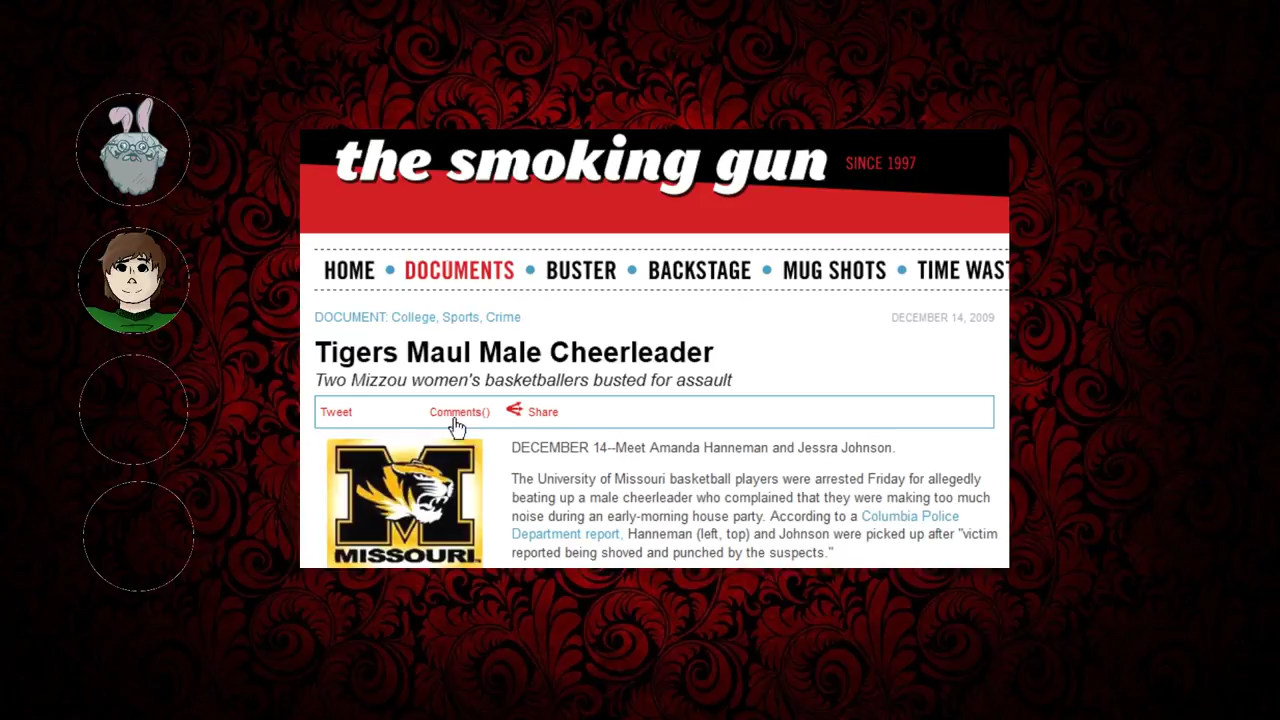 the smoking gun SINCE 1997
HOME • DOCUMENTS • BUSTER • BACKSTAGE • MUG SHOTS • TIME WAST
DOCUMENT: College, Sports, Crime
DECEMBER 14, 2009
Tigers Maul Male Cheerleader
Two Mizzou women's basketballers busted for assault
Tweet Comments() Share
DECEMBER 14--Meet Amanda Hanneman and Jessra Johnson.
The University of Missouri basketball players were arrested Friday for allegedly
beating up a male cheerleader who complained that they were making too much
noise during an early-morning house party. According to a Columbia Police
Department report, Hanneman (left, top) and Johnson were picked up after "victim
reported being shoved and punched by the suspects."
M
MISSOURI